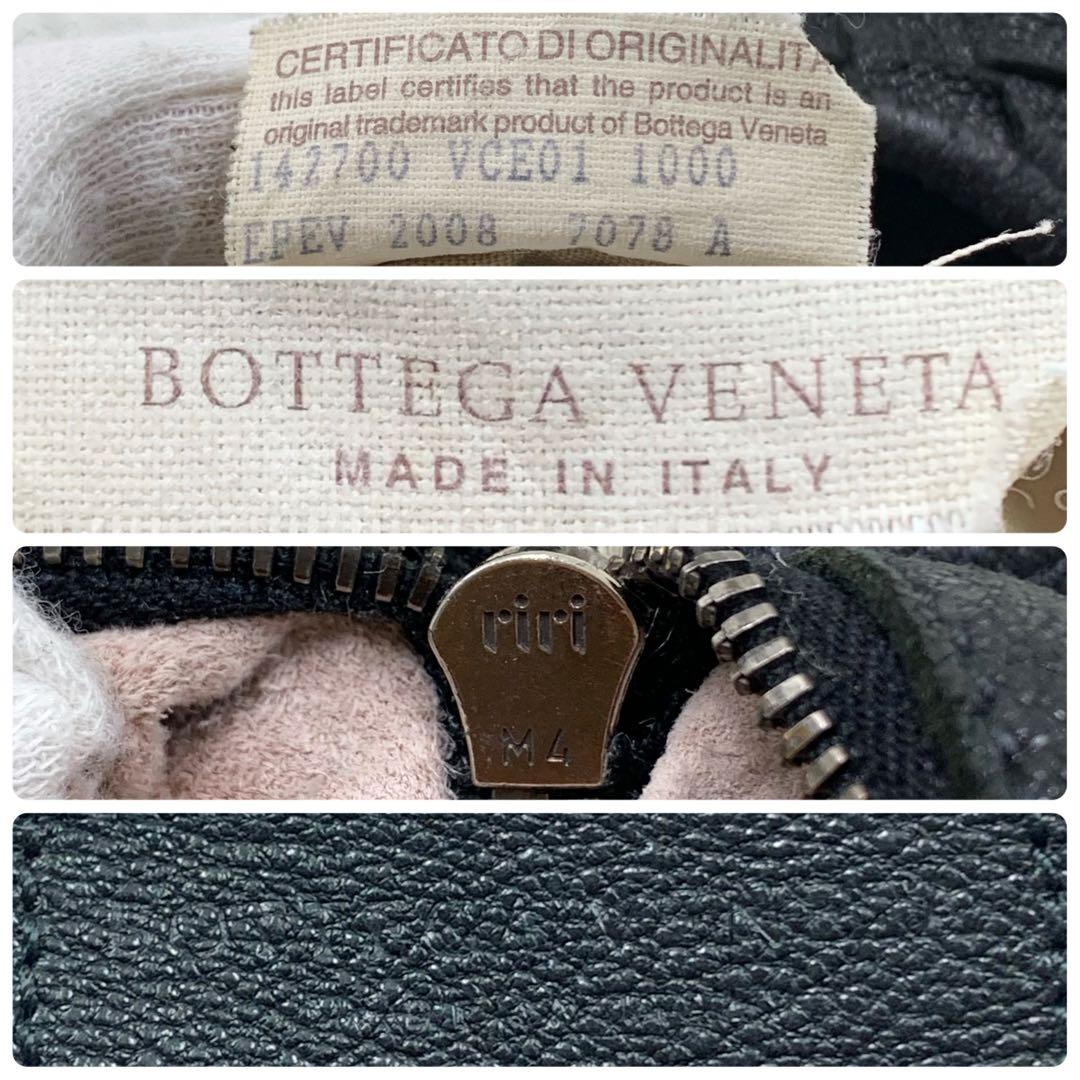 CERTIFICATO DI ORIGINALITA
this label certifies that the product is an
original trademark product of Bottega Veneta
142700 VCE01 1000
EPEV 2008 7078 A
BOTTEGA VENETA
MADE IN ITALY
riri
M4